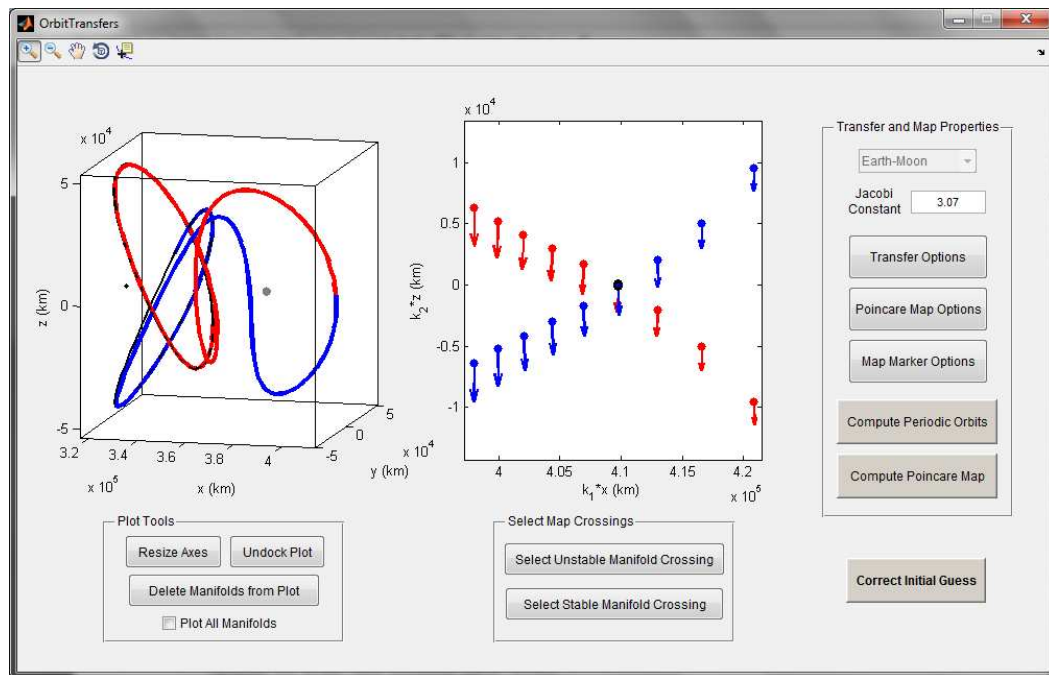 OrbitTransfers
x 10^4
5
0
-5
z (km)
3.2
3.4
3.6
3.8
4
x 10^5
x (km)
-5
0
5
x 10^4
y (km)
x 10^4
1
0.5
0
-0.5
-1
k_2*z (km)
4
4.05
4.1
4.15
4.2
k_1*x (km)
x 10^5
Transfer and Map Properties
Earth-Moon
Jacobi
Constant
3.07
Transfer Options
Poincare Map Options
Map Marker Options
Compute Periodic Orbits
Compute Poincare Map
Plot Tools
Resize Axes
Undock Plot
Delete Manifolds from Plot
Plot All Manifolds
Select Map Crossings
Select Unstable Manifold Crossing
Select Stable Manifold Crossing
Correct Initial Guess